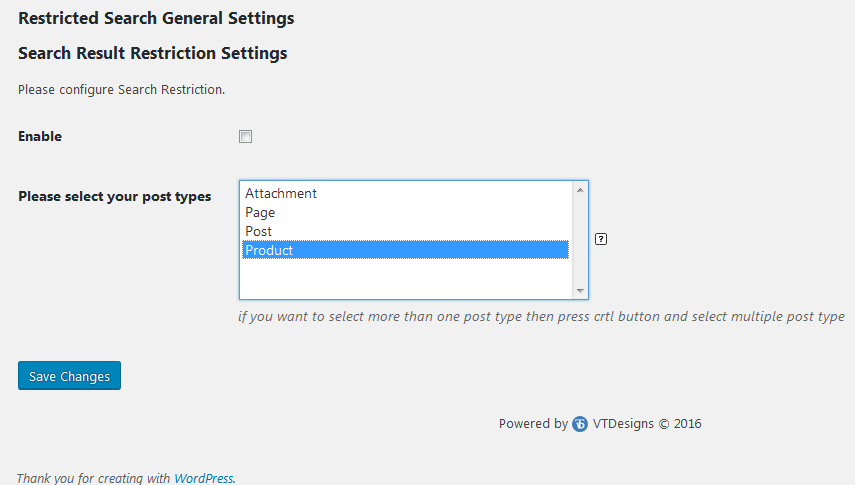 Restricted Search General Settings
Search Result Restriction Settings
Please configure Search Restriction.
Enable
Please select your post types
Attachment
Page
Post
Product
?
if you want to select more than one post type then press crtl button and select multiple post type
Save Changes
Powered by VTDesigns © 2016
Thank you for creating with WordPress.